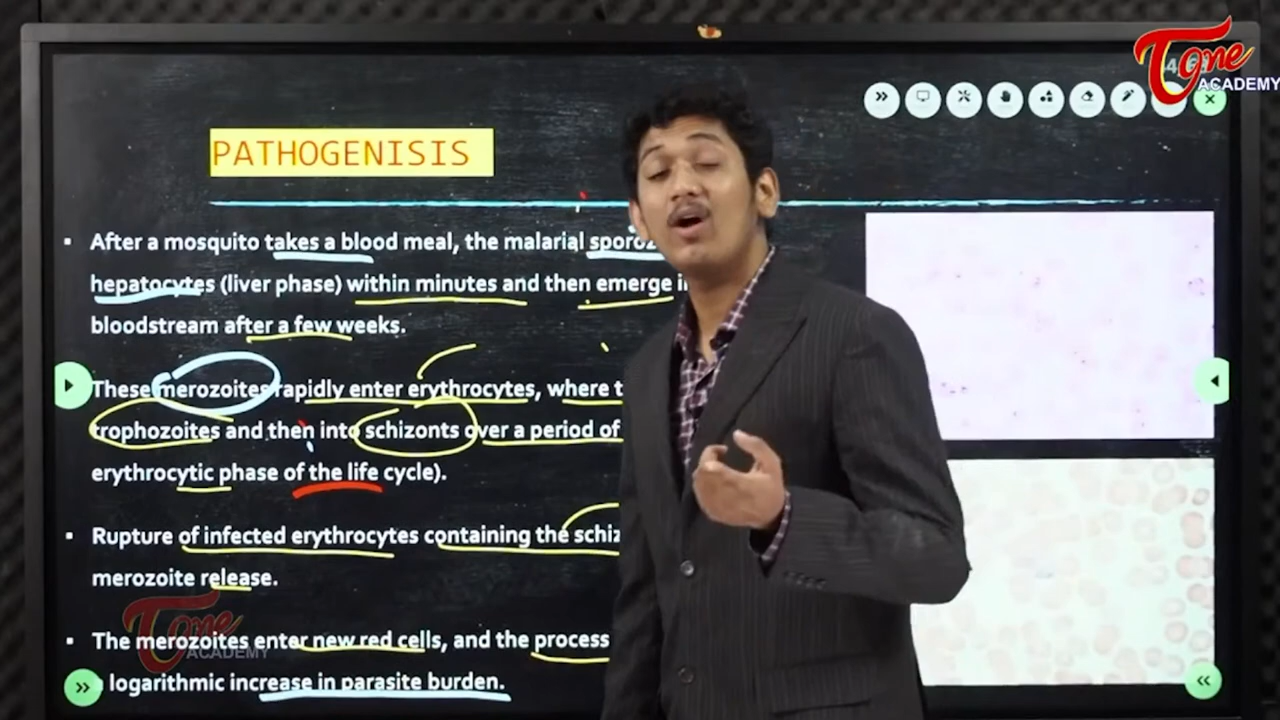 Tone
ACADEMY
PATHOGENISIS
After a mosquito takes a blood meal, the malarial
hepatocytes (liver phase) within minutes and then emerge
bloodstream after a few weeks.
These merozoites rapidly enter erythrocytes, where
trophozoites and then into schizonts over a period of
erythrocytic phase of the life cycle).
Rupture of infected erythrocytes containing the
merozoite release.
The merozoites enter new red cells, and the process
logarithmic increase in parasite burden.
Tone
ACADEMY